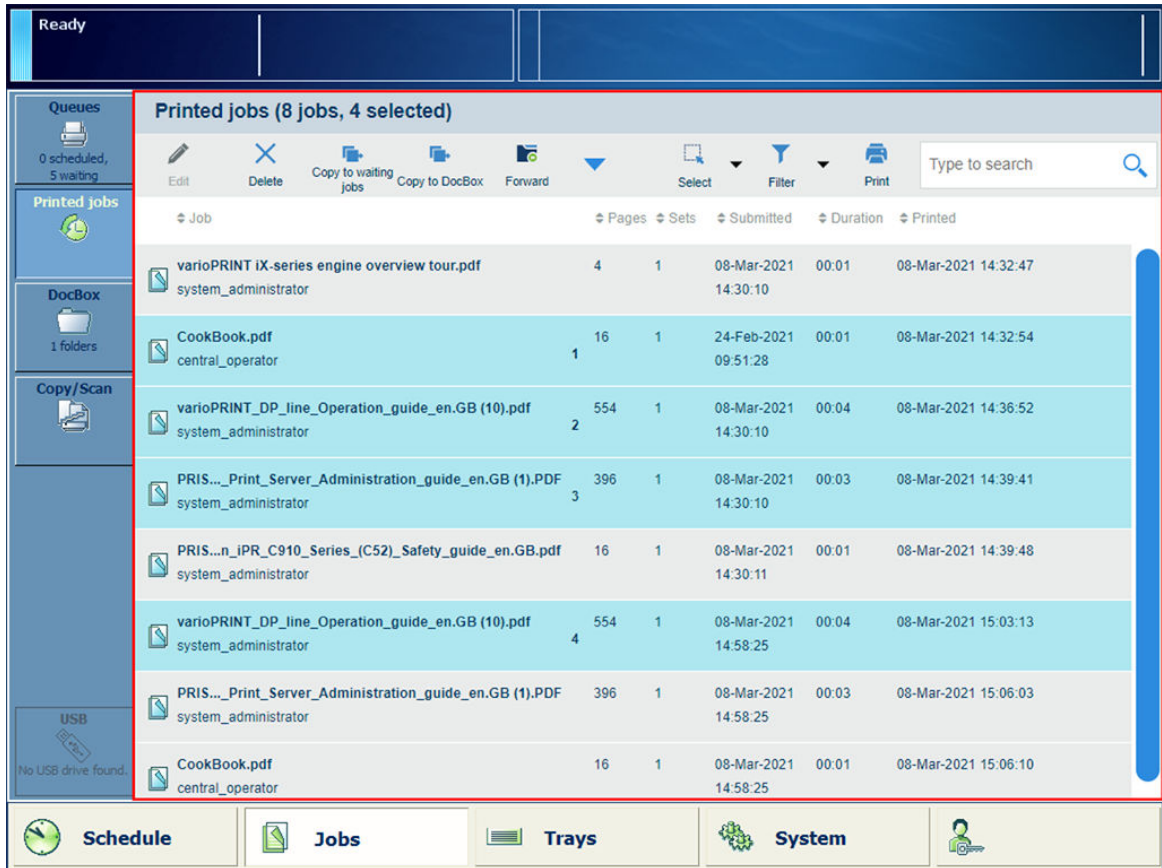 Ready
Queues
0 scheduled,
5 waiting
Printed jobs
DocBox
1 folders
Copy/Scan
USB
No USB drive found.
Printed jobs (8 jobs, 4 selected)
Edit
Delete
Copy to waiting
jobs
Copy to DocBox
Forward
Select
Filter
Print
Type to search
Job Pages Sets Submitted Duration Printed
varioPRINT iX-series engine overview tour.pdf 4 1 08-Mar-2021 00:01 08-Mar-2021 14:32:47
system_administrator 14:30:10
CookBook.pdf 16 1 24-Feb-2021 00:01 08-Mar-2021 14:32:54
central_operator 1 09:51:28
varioPRINT_DP_line_Operation_guide_en.GB (10).pdf 554 1 08-Mar-2021 00:04 08-Mar-2021 14:36:52
system_administrator 2 14:30:10
PRIS..._Print_Server_Administration_guide_en.GB (1).PDF 396 1 08-Mar-2021 00:03 08-Mar-2021 14:39:41
system_administrator 3 14:30:10
PRIS...n_iPR_C910_Series_(C52)_Safety_guide_en.GB.pdf 16 1 08-Mar-2021 00:01 08-Mar-2021 14:39:48
system_administrator 14:30:11
varioPRINT_DP_line_Operation_guide_en.GB (10).pdf 554 1 08-Mar-2021 00:04 08-Mar-2021 15:03:13
system_administrator 4 14:58:25
PRIS..._Print_Server_Administration_guide_en.GB (1).PDF 396 1 08-Mar-2021 00:03 08-Mar-2021 15:06:03
system_administrator 14:58:25
CookBook.pdf 16 1 08-Mar-2021 00:01 08-Mar-2021 15:06:10
central_operator 14:58:25
Schedule
Jobs
Trays
System